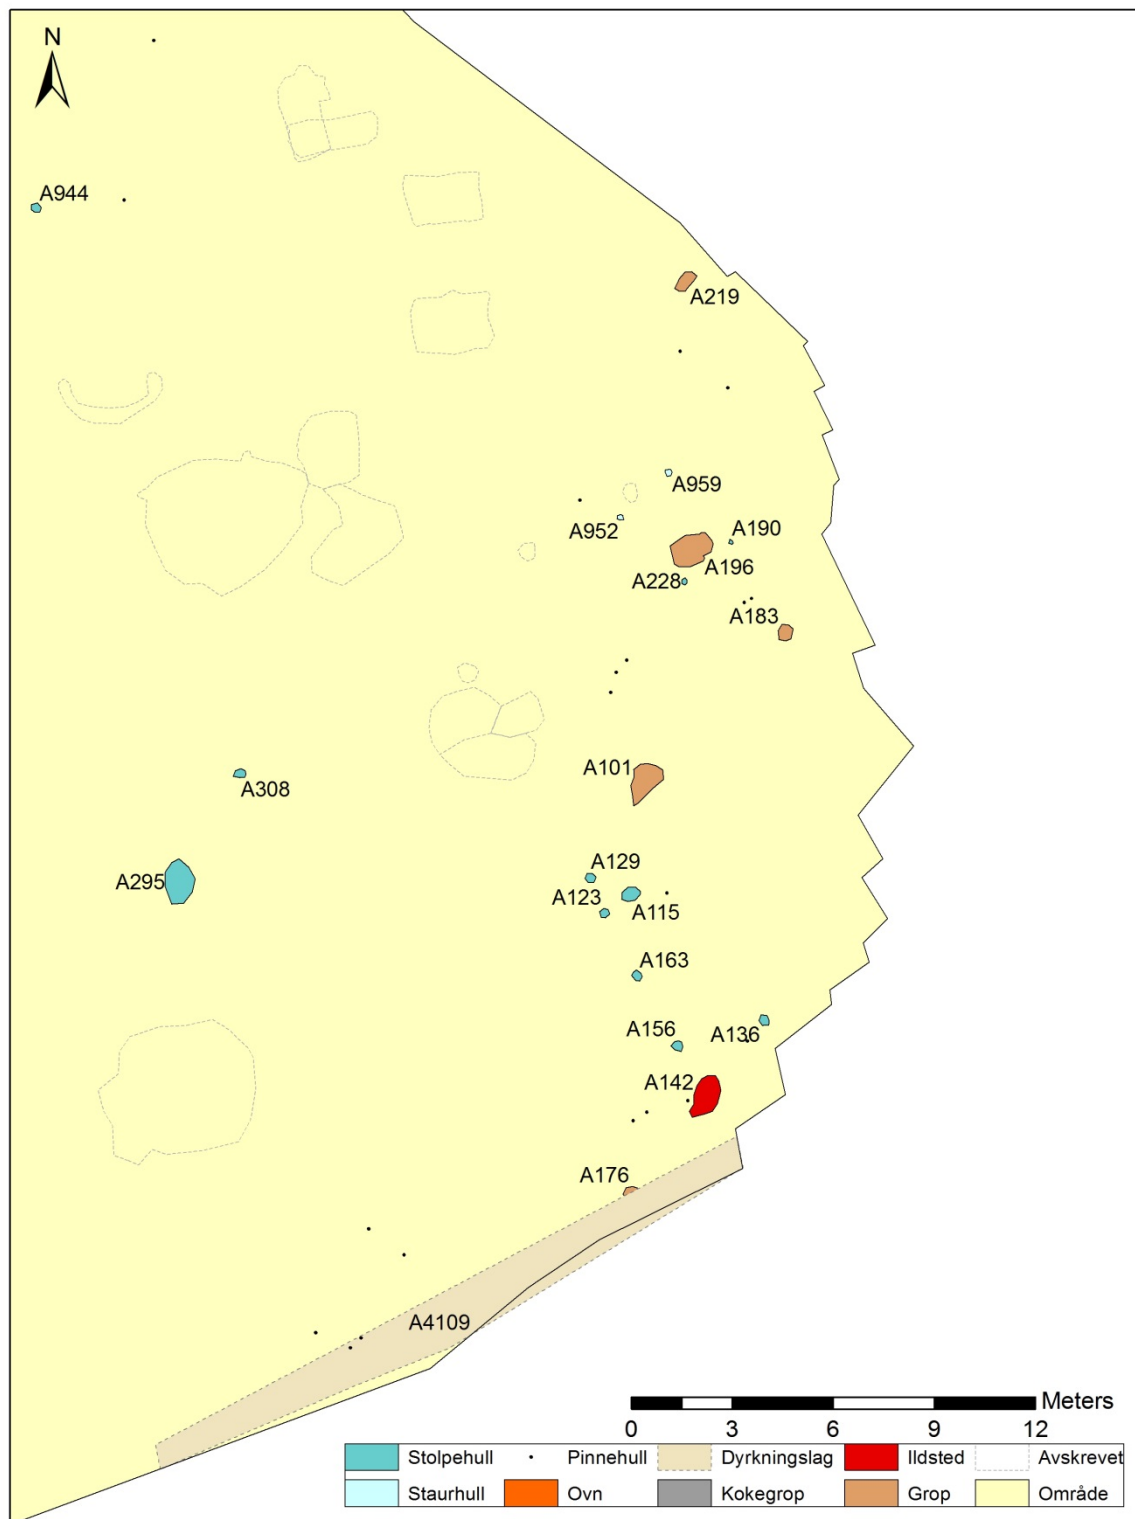 N
A944
A219
A959
A952
A190
A196
A228
A183
A101
A308
A129
A295
A123
A115
A163
A156
A136
A142
A176
A4109
Meters
0 3 6 9 12
Stolpehull Pinnehull Dyrkningslag Ildsted Avskrevet
Staurhull Ovn Kokegrop Grop Område